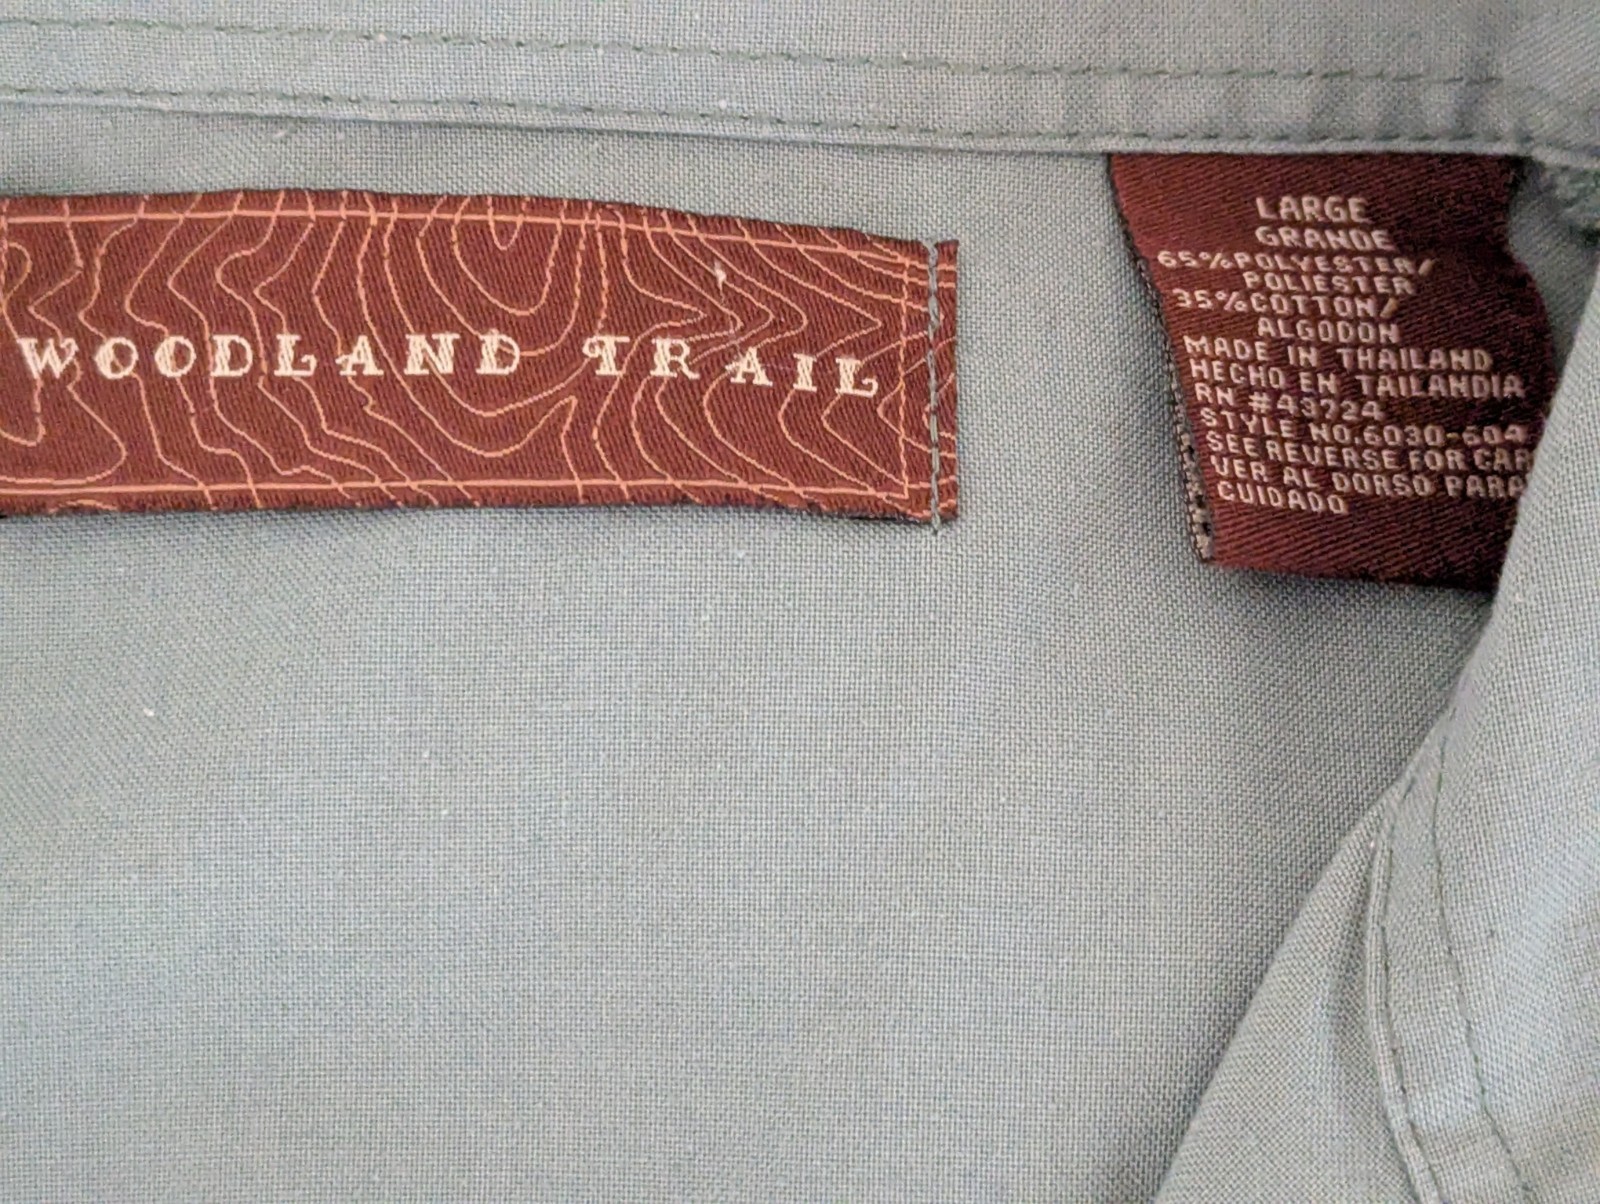 WOODLAND TRAIL
LARGE
GRANDE
65%POLYESTER/
POLIESTER
35%COTTON/
ALGODON
MADE IN THAILAND
HECHO EN TAILANDIA
RN #43724
STYLE NO.6030-604
SEE REVERSE FOR CAR
VER AL DORSO PARA
CUIDADO